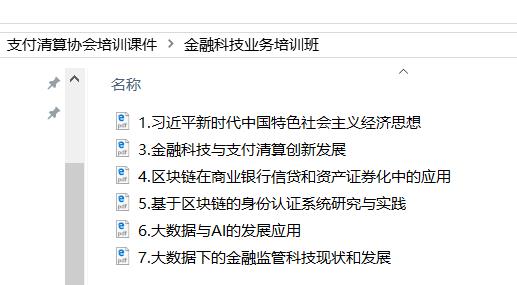 支付清算协会培训课件 > 金融科技业务培训班
名称
1.习近平新时代中国特色社会主义经济思想
3.金融科技与支付清算创新发展
4.区块链在商业银行信贷和资产证券化中的应用
5.基于区块链的身份认证系统研究与实践
6.大数据与AI的发展应用
7.大数据下的金融监管科技现状和发展